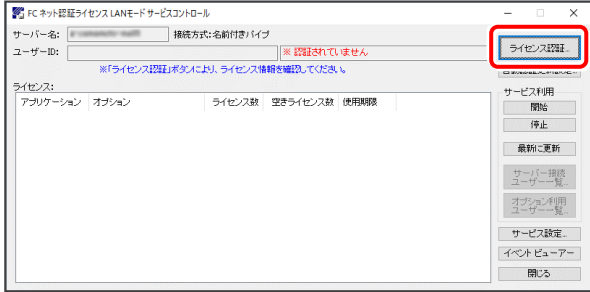 FC ネット認証ライセンス LANモード サービスコントロール
サーバー名:
接続方式:名前付きパイプ
ライセンス認証...
ユーザーID:
※ 認証されていません
※「ライセンス認証」ボタンにより、ライセンス情報を確認してください。
ライセンス:
アプリケーション オプション ライセンス数 空きライセンス数 使用期限
サービス利用
開始
停止
最新に更新
サーバー接続
ユーザー一覧...
オプション利用
ユーザー一覧...
サービス設定...
イベント ビューアー
閉じる